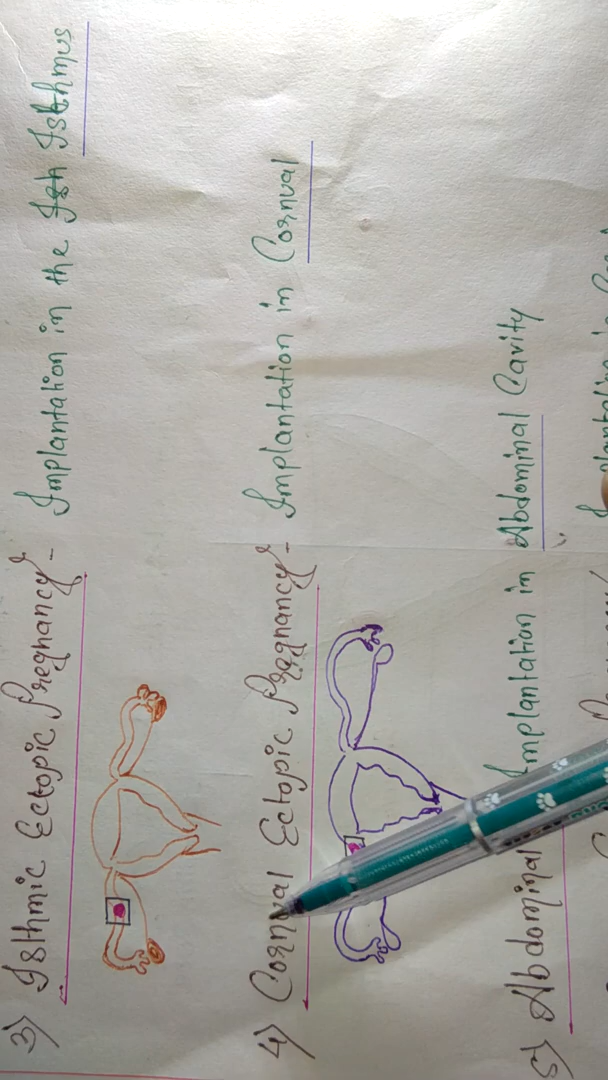 3) Isthmic Ectopic Pregnancy - Implantation in the Isthmus
4) Cornual Ectopic Pregnancy - Implantation in Cornual
5) Abdominal Implantation in Abdominal Cavity